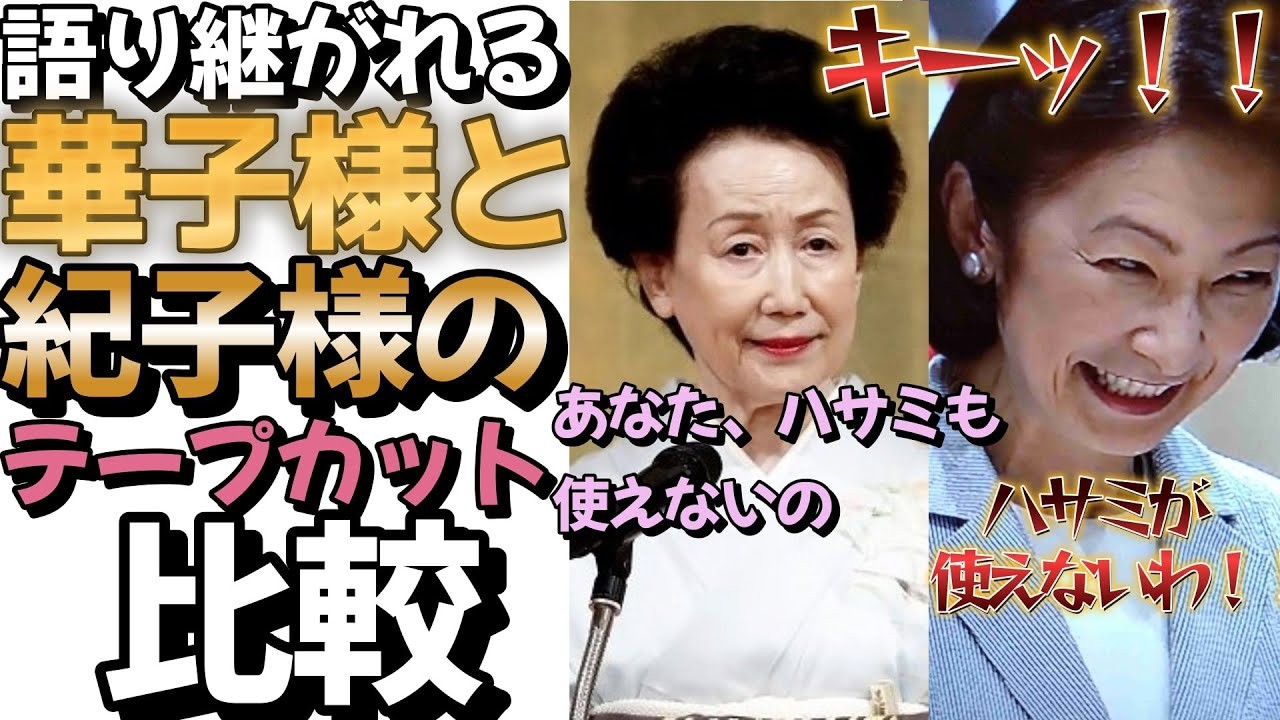 語り継がれる
華子様と
紀子様の
テープカット
比較
キーッ！！
あなた、ハサミも
使えないの
ハサミが
使えないわ！